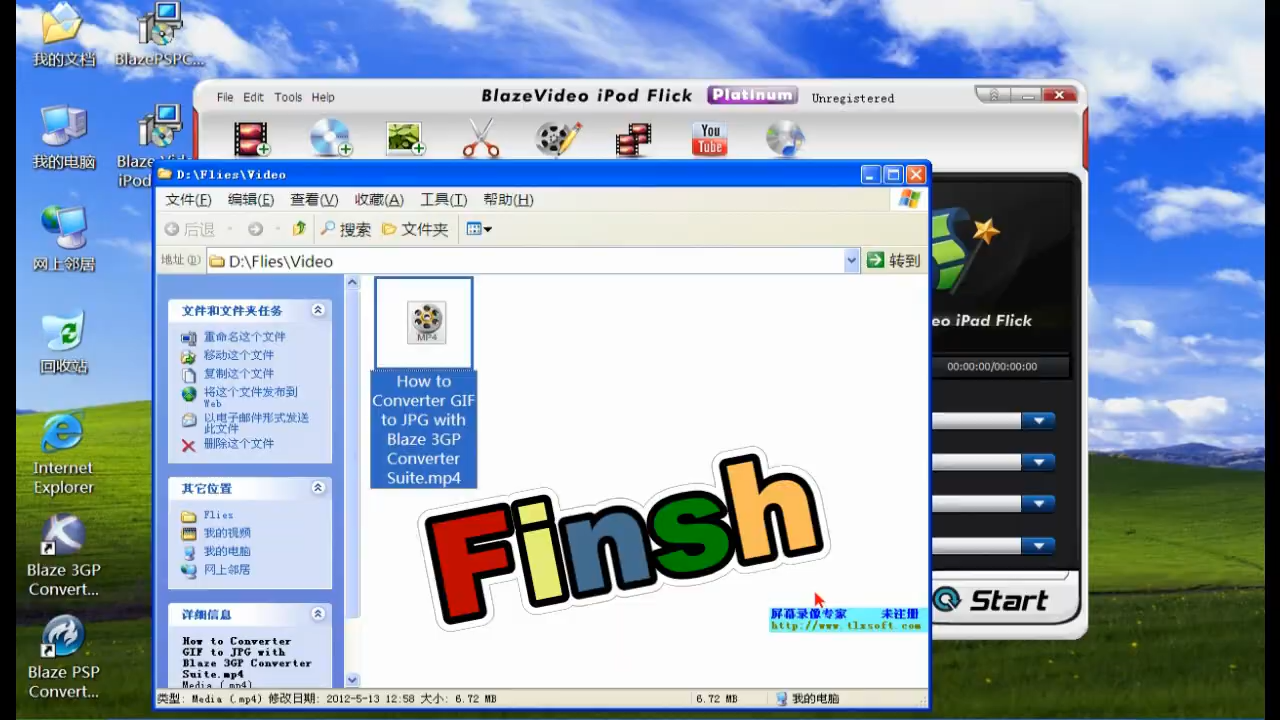 我的文档
BlazePSPC...
我的电脑
网上邻居
回收站
Internet
Explorer
Blaze 3GP
Convert...
Blaze PSP
Convert...
File Edit Tools Help
BlazeVideo iPod Flick Platinum Unregistered
You
Tube
D:\Flies\Video
文件(F) 编辑(E) 查看(V) 收藏(A) 工具(T) 帮助(H)
后退 搜索 文件夹
地址(D) D:\Flies\Video 转到
文件和文件夹任务
重命名这个文件
移动这个文件
复制这个文件
将这个文件发布到
Web
以电子邮件形式发送
此文件
删除这个文件
其它位置
Flies
我的视频
我的电脑
网上邻居
详细信息
How to Converter
GIF to JPG with
Blaze 3GP Converter
Suite.mp4
Media (.mp4)
MP4
How to
Converter GIF
to JPG with
Blaze 3GP
Converter
Suite.mp4
Finsh
屏幕录像专家 未注册
http://www.tlxsoft.com
iPad Flick
00:00:00/00:00:00
Start
类型: Media (.mp4) 修改日期: 2012-5-13 12:58 大小: 6.72 MB 6.72 MB 我的电脑